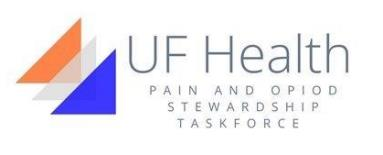 UF Health
PAIN AND OPIOD
STEWARDSHIP
TASKFORCE